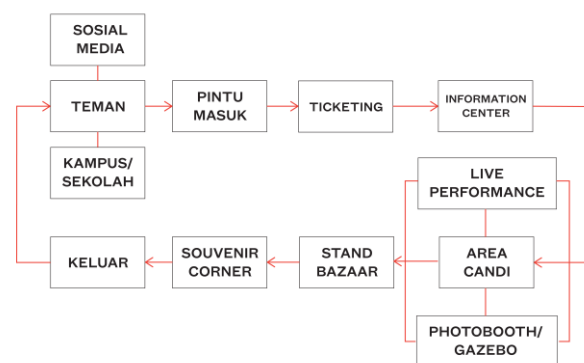 SOSIAL
MEDIA
TEMAN
KAMPUS/
SEKOLAH
PINTU
MASUK
TICKETING
INFORMATION
CENTER
LIVE
PERFORMANCE
AREA
CANDI
PHOTOBOOTH/
GAZEBO
STAND
BAZAAR
SOUVENIR
CORNER
KELUAR